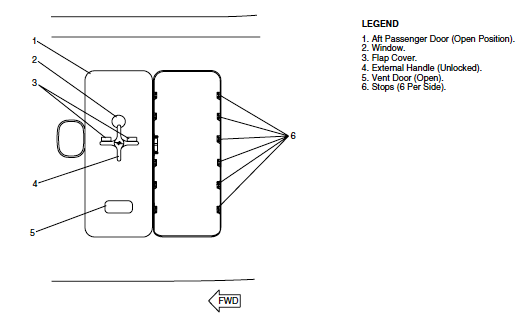 LEGEND
1. Aft Passenger Door (Open Position).
2. Window.
3. Flap Cover.
4. External Handle (Unlocked).
5. Vent Door (Open).
6. Stops (6 Per Side).
1
2
3
4
5
6
FWD